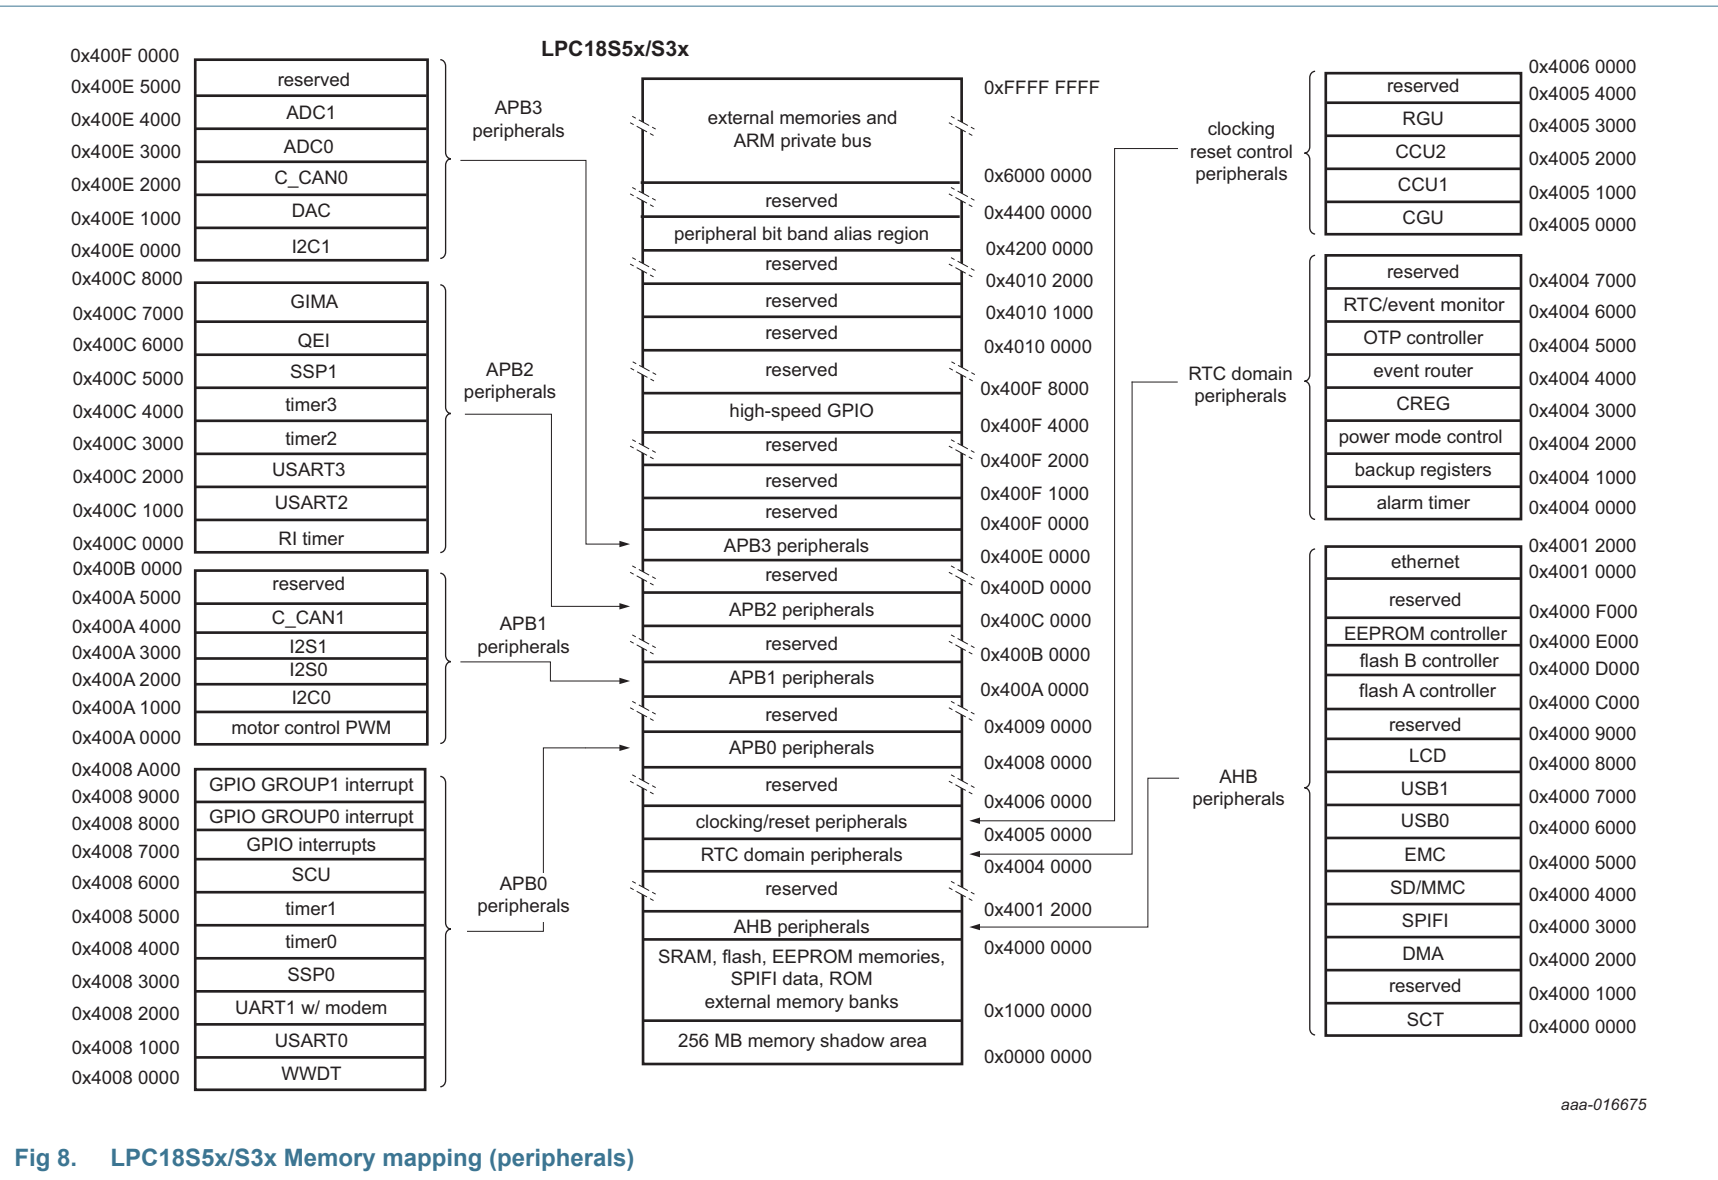 LPC18S5x/S3x
0x400F 0000
reserved
0x400E 5000
ADC1
0x400E 4000
ADC0
0x400E 3000
C_CAN0
0x400E 2000
DAC
0x400E 1000
I2C1
0x400E 0000
APB3
peripherals
0x400C 8000
GIMA
0x400C 7000
QEI
0x400C 6000
SSP1
0x400C 5000
timer3
0x400C 4000
timer2
0x400C 3000
USART3
0x400C 2000
USART2
0x400C 1000
RI timer
0x400C 0000
APB2
peripherals
0x400B 0000
reserved
0x400A 5000
C_CAN1
0x400A 4000
I2S1
0x400A 3000
I2S0
0x400A 2000
I2C0
0x400A 1000
motor control PWM
0x400A 0000
APB1
peripherals
0x4008 A000
GPIO GROUP1 interrupt
0x4008 9000
GPIO GROUP0 interrupt
0x4008 8000
GPIO interrupts
0x4008 7000
SCU
0x4008 6000
timer1
0x4008 5000
timer0
0x4008 4000
SSP0
0x4008 3000
UART1 w/ modem
0x4008 2000
USART0
0x4008 1000
WWDT
0x4008 0000
APB0
peripherals
0xFFFF FFFF
external memories and
ARM private bus
0x6000 0000
reserved
0x4400 0000
peripheral bit band alias region
0x4200 0000
reserved
0x4010 2000
reserved
0x4010 1000
reserved
0x4010 0000
reserved
0x400F 8000
high-speed GPIO
0x400F 4000
reserved
0x400F 2000
reserved
0x400F 1000
reserved
0x400F 0000
APB3 peripherals
0x400E 0000
reserved
0x400D 0000
APB2 peripherals
0x400C 0000
reserved
0x400B 0000
APB1 peripherals
0x400A 0000
reserved
0x4009 0000
APB0 peripherals
0x4008 0000
reserved
0x4006 0000
clocking/reset peripherals
0x4005 0000
RTC domain peripherals
0x4004 0000
reserved
0x4001 2000
AHB peripherals
0x4000 0000
SRAM, flash, EEPROM memories,
SPIFI data, ROM
external memory banks
0x1000 0000
256 MB memory shadow area
0x0000 0000
clocking
reset control
peripherals
0x4006 0000
reserved
0x4005 4000
RGU
0x4005 3000
CCU2
0x4005 2000
CCU1
0x4005 1000
CGU
0x4005 0000
RTC domain
peripherals
reserved
0x4004 7000
RTC/event monitor
0x4004 6000
OTP controller
0x4004 5000
event router
0x4004 4000
CREG
0x4004 3000
power mode control
0x4004 2000
backup registers
0x4004 1000
alarm timer
0x4004 0000
AHB
peripherals
0x4001 2000
ethernet
0x4001 0000
reserved
0x4000 F000
EEPROM controller
0x4000 E000
flash B controller
0x4000 D000
flash A controller
0x4000 C000
reserved
0x4000 9000
LCD
0x4000 8000
USB1
0x4000 7000
USB0
0x4000 6000
EMC
0x4000 5000
SD/MMC
0x4000 4000
SPIFI
0x4000 3000
DMA
0x4000 2000
reserved
0x4000 1000
SCT
0x4000 0000
aaa-016675
Fig 8. LPC18S5x/S3x Memory mapping (peripherals)